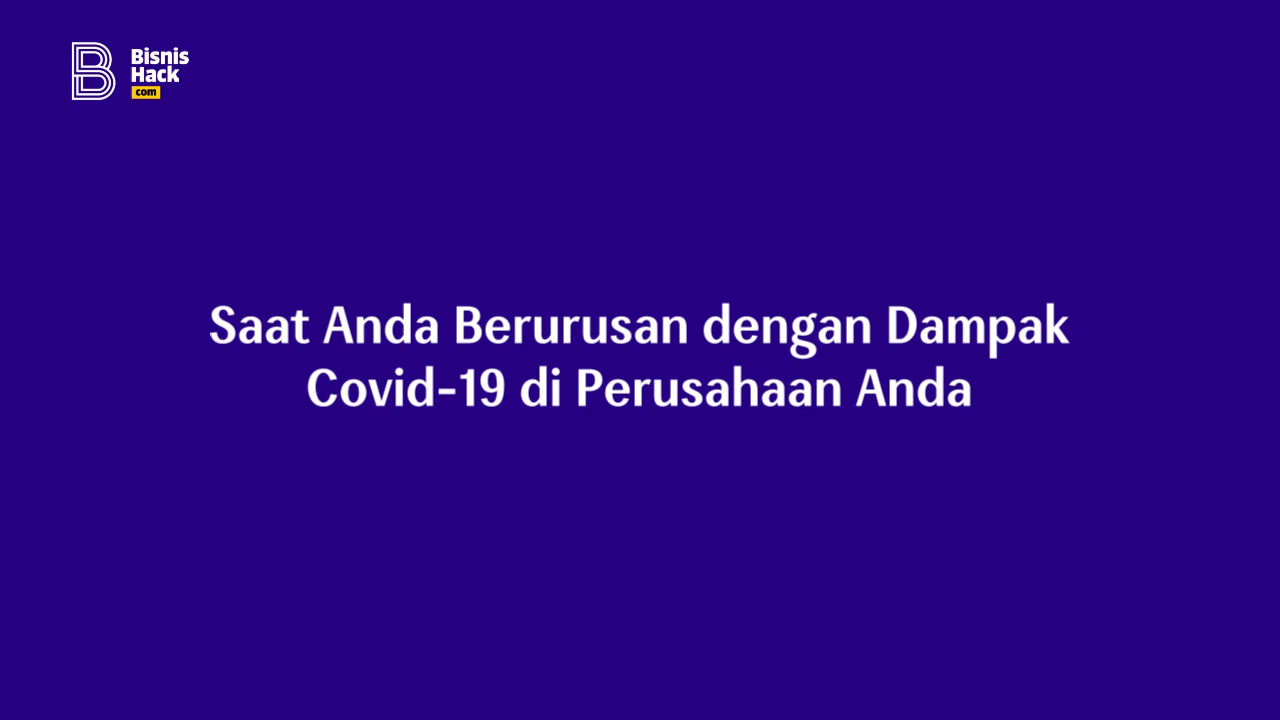 Bisnis
Hack
com
Saat Anda Berurusan dengan Dampak
Covid-19 di Perusahaan Anda